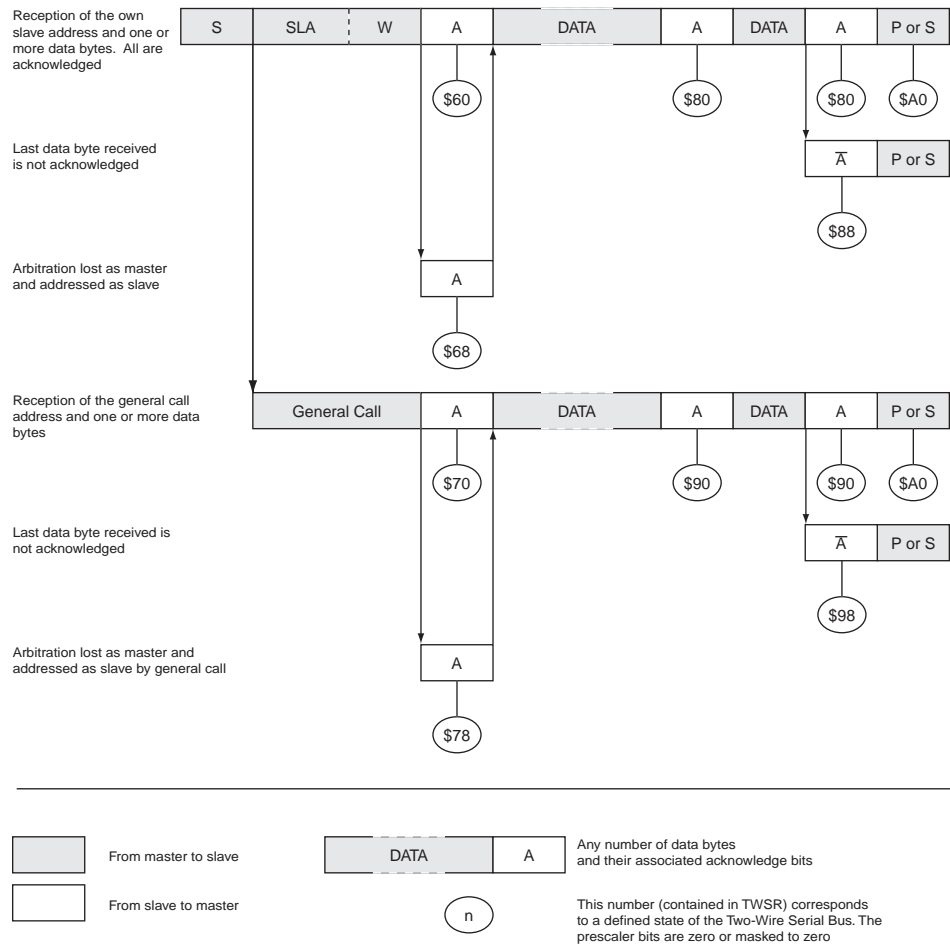 Reception of the own
slave address and one or
more data bytes. All are
acknowledged
S SLA W A DATA A DATA A P or S
$60 $80 $80 $A0
Last data byte received
is not acknowledged
A̅ P or S
$88
Arbitration lost as master
and addressed as slave
A
$68
Reception of the general call
address and one or more data
bytes
General Call A DATA A DATA A P or S
$70 $90 $90 $A0
Last data byte received is
not acknowledged
A̅ P or S
$98
Arbitration lost as master and
addressed as slave by general call
A
$78
From master to slave
DATA A
Any number of data bytes
and their associated acknowledge bits
From slave to master
n
This number (contained in TWSR) corresponds
to a defined state of the Two-Wire Serial Bus. The
prescaler bits are zero or masked to zero